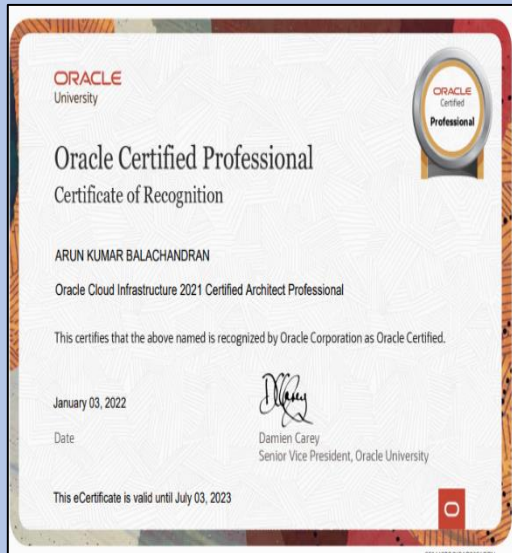 ORACLE
University
ORACLE
Certified
Professional
Oracle Certified Professional
Certificate of Recognition
ARUN KUMAR BALACHANDRAN
Oracle Cloud Infrastructure 2021 Certified Architect Professional
This certifies that the above named is recognized by Oracle Corporation as Oracle Certified.
January 03, 2022
Date
Damien Carey
Senior Vice President, Oracle University
This eCertificate is valid until July 03, 2023